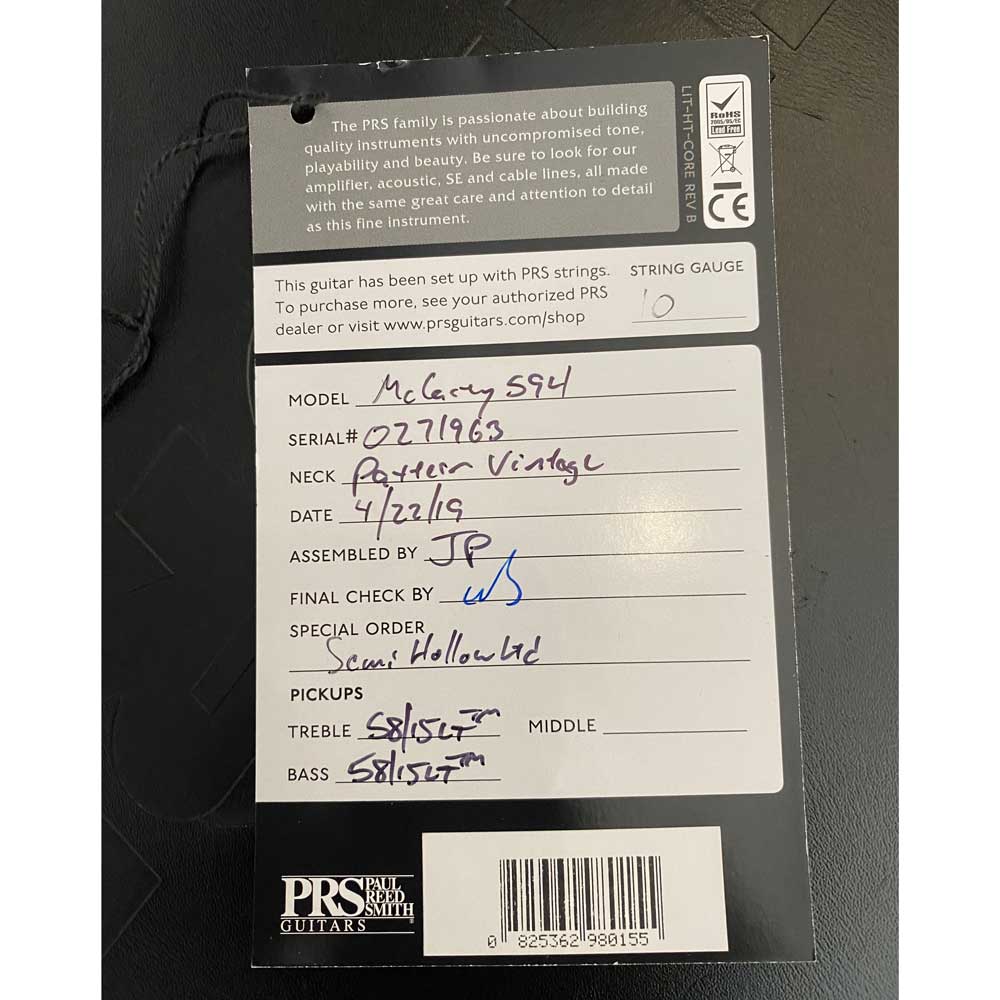 The PRS family is passionate about building
quality instruments with uncompromised tone,
playability and beauty. Be sure to look for our
amplifier, acoustic, SE and cable lines, all made
with the same great care and attention to detail
as this fine instrument.
LIT-HT-CORE REV B
RoHS
2005/95/EC
Lead Free
CE
This guitar has been set up with PRS strings.
To purchase more, see your authorized PRS
dealer or visit www.prsguitars.com/shop
STRING GAUGE
10
MODEL McCarty 594
SERIAL# 0271963
NECK Pattern Vintage
DATE 4/22/19
ASSEMBLED BY JP
FINAL CHECK BY
SPECIAL ORDER
Semi Hollow Ltd
PICKUPS
TREBLE 58/15LT™ MIDDLE
BASS 58/15LT™
PRS PAUL REED SMITH
GUITARS
0 825362 980155